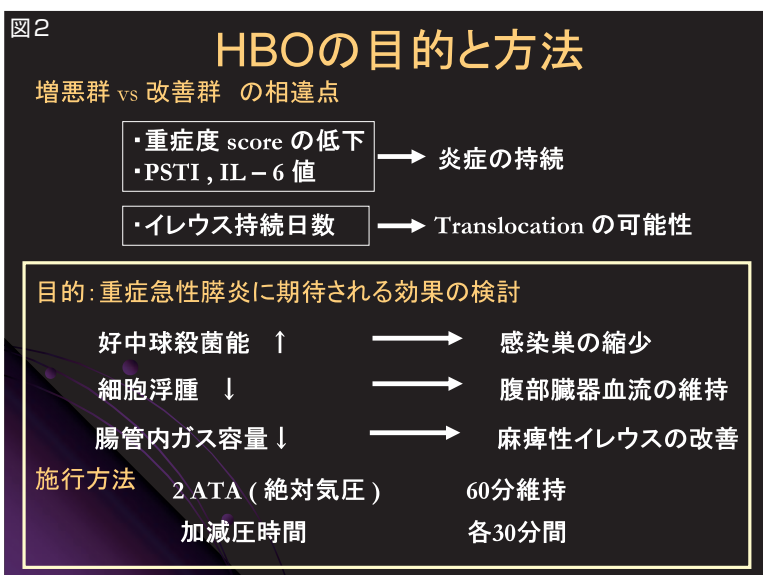 図2
HBOの目的と方法
増悪群 vs 改善群 の相違点
・重症度 score の低下
・PSTI , IL – 6 値
炎症の持続
・イレウス持続日数
Translocation の可能性
目的：重症急性膵炎に期待される効果の検討
好中球殺菌能 ↑ 感染巣の縮少
細胞浮腫 ↓ 腹部臓器血流の維持
腸管内ガス容量↓ 麻痺性イレウスの改善
施行方法
2 ATA ( 絶対気圧 ) 60分維持
加減圧時間 各30分間